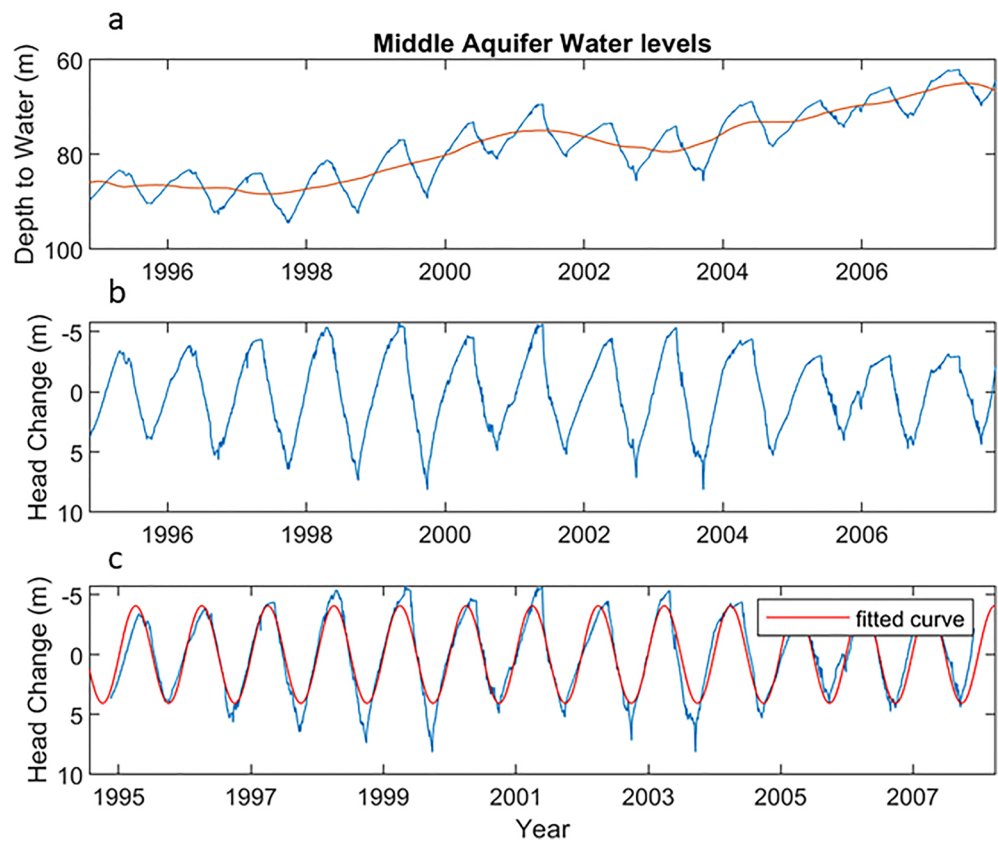 a
Middle Aquifer Water levels
Depth to Water (m)
60
80
100
1996 1998 2000 2002 2004 2006
b
Head Change (m)
-5
0
5
10
1996 1998 2000 2002 2004 2006
c
Head Change (m)
-5
0
5
10
fitted curve
1995 1997 1999 2001 2003 2005 2007
Year